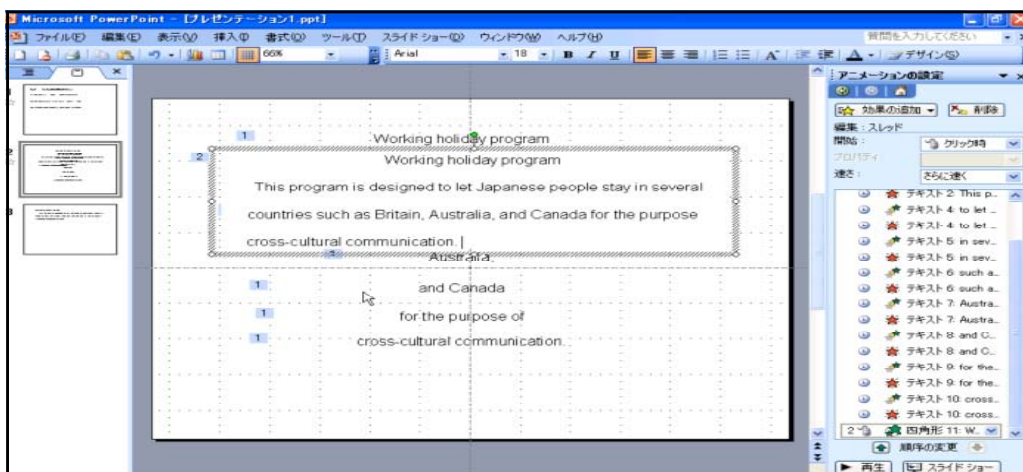 Microsoft PowerPoint - [プレゼンテーション1.ppt]
ファイル(F) 編集(E) 表示(V) 挿入(I) 書式(O) ツール(T) スライド ショー(D) ウィンドウ(W) ヘルプ(H) 質問を入力してください
66% Arial 18 B I U A A デザイン(S)
アニメーションの設定
効果の追加 削除
編集 : スレッド
開始 : クリック時
プロパティ
速さ : さらに速く
1 Working holiday program
2 Working holiday program
This program is designed to let Japanese people stay in several
countries such as Britain, Australia, and Canada for the purpose
cross-cultural communication.
Australia,
1 and Canada
1 for the purpose of
1 cross-cultural communication.
テキスト 2: This p...
テキスト 4: to let ...
テキスト 4: to let ...
テキスト 5: in sev...
テキスト 5: in sev...
テキスト 6: such a...
テキスト 6: such a...
テキスト 7: Austra...
テキスト 7: Austra...
テキスト 8: and C...
テキスト 8: and C...
テキスト 9: for the...
テキスト 9: for the...
テキスト 10: cross...
テキスト 10: cross...
2 四角形 11: W...
順序の変更
再生 スライド ショー